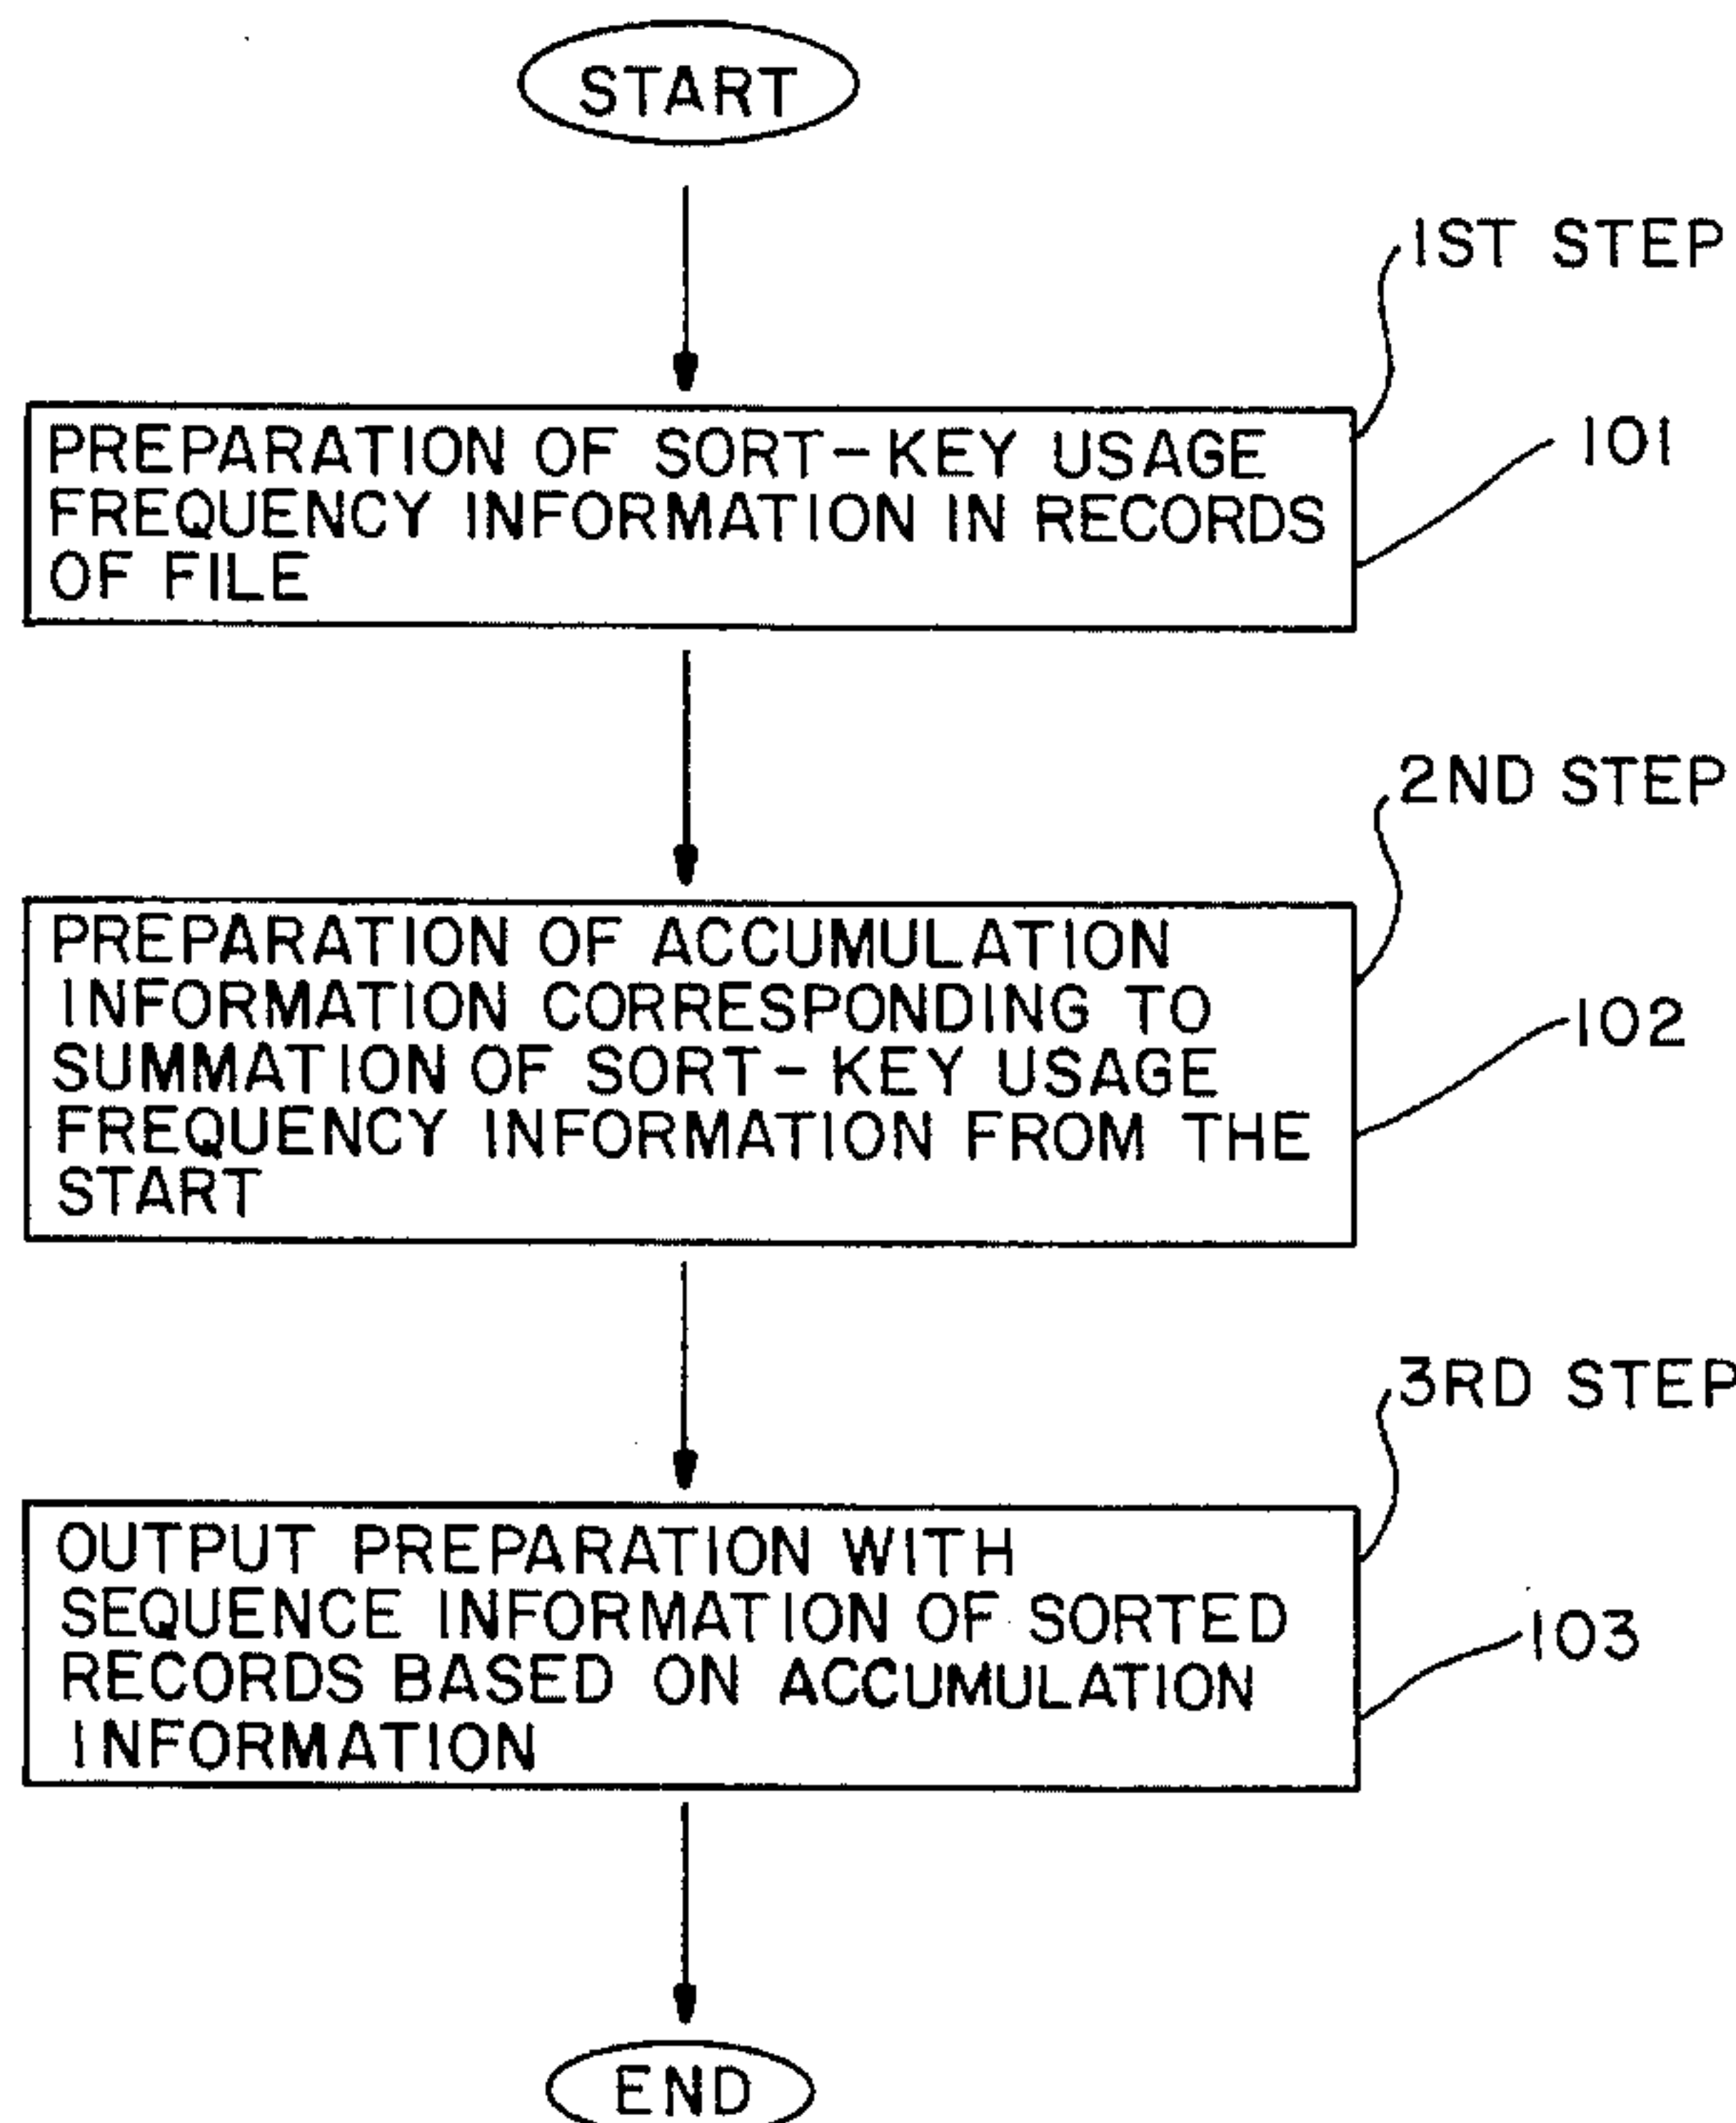 START
1ST STEP
101
PREPARATION OF SORT-KEY USAGE
FREQUENCY INFORMATION IN RECORDS
OF FILE
2ND STEP
102
PREPARATION OF ACCUMULATION
INFORMATION CORRESPONDING TO
SUMMATION OF SORT-KEY USAGE
FREQUENCY INFORMATION FROM THE
START
3RD STEP
103
OUTPUT PREPARATION WITH
SEQUENCE INFORMATION OF SORTED
RECORDS BASED ON ACCUMULATION
INFORMATION
END